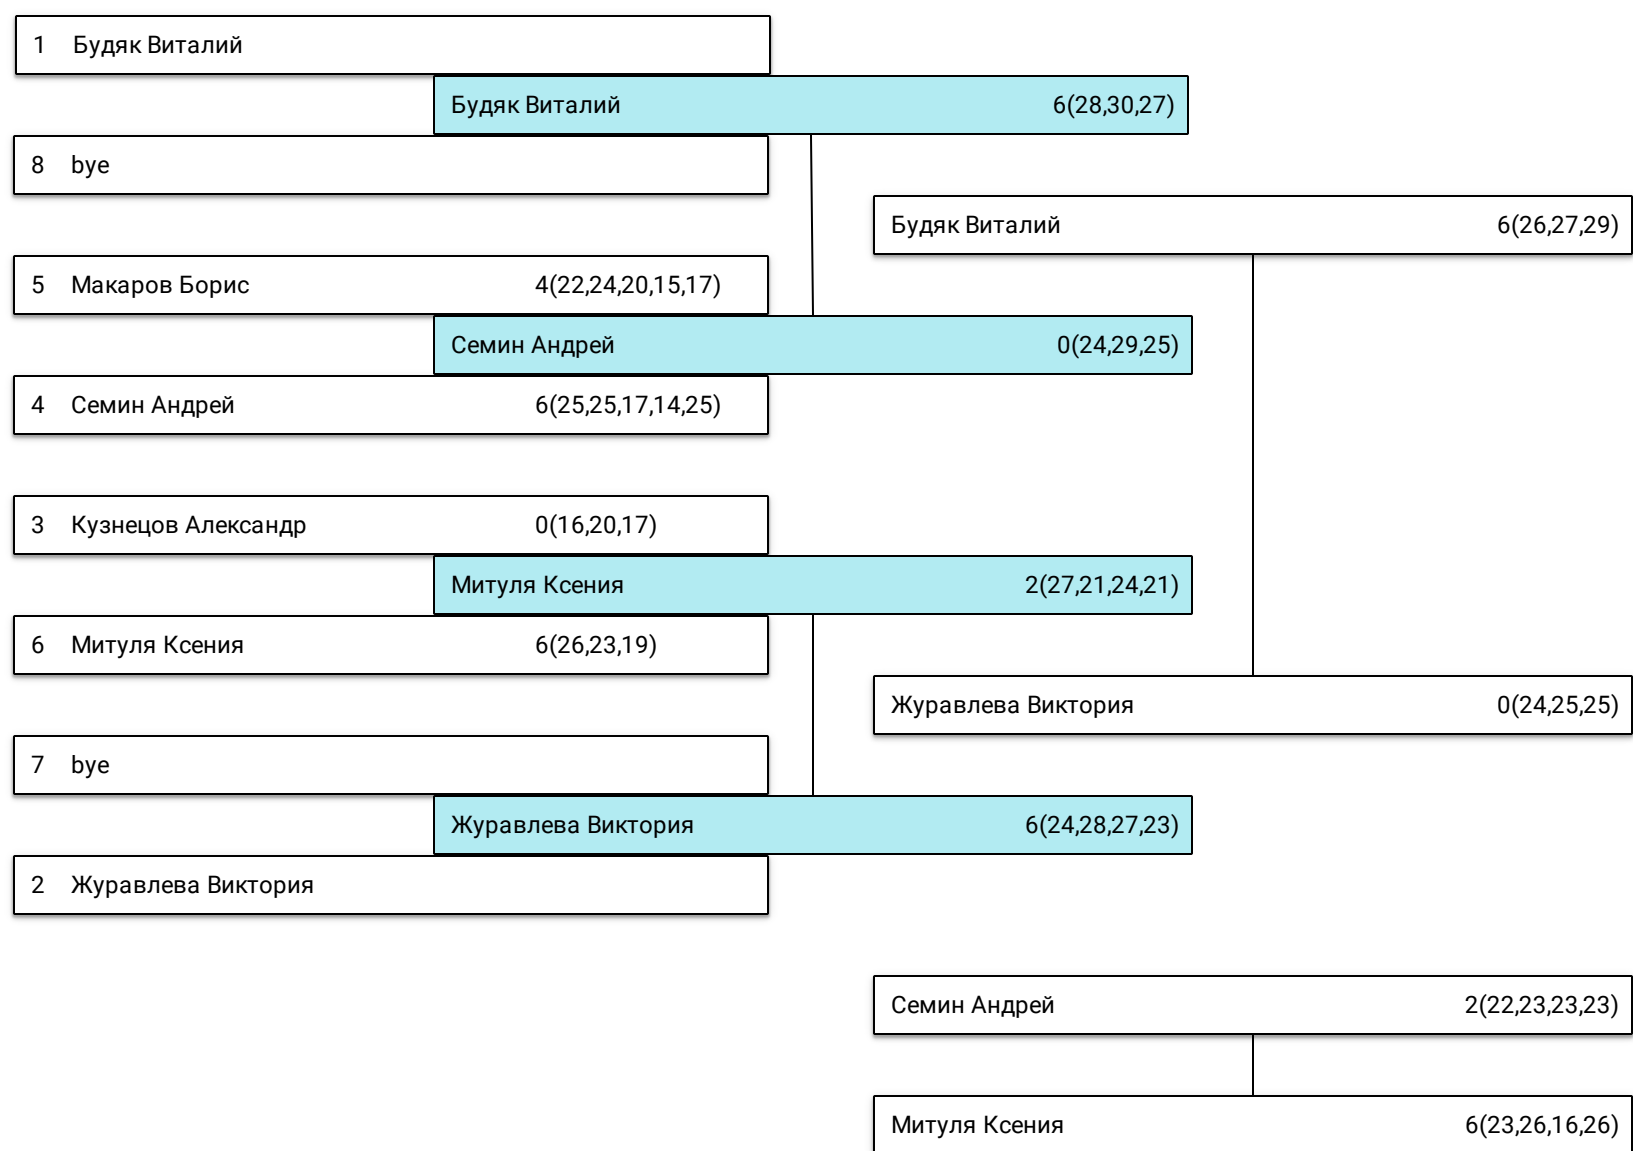 1 Будяк Виталий
Будяк Виталий 6(28,30,27)
8 bye
Будяк Виталий 6(26,27,29)
5 Макаров Борис 4(22,24,20,15,17)
Семин Андрей 0(24,29,25)
4 Семин Андрей 6(25,25,17,14,25)
3 Кузнецов Александр 0(16,20,17)
Митуля Ксения 2(27,21,24,21)
6 Митуля Ксения 6(26,23,19)
Журавлева Виктория 0(24,25,25)
7 bye
Журавлева Виктория 6(24,28,27,23)
2 Журавлева Виктория
Семин Андрей 2(22,23,23,23)
Митуля Ксения 6(23,26,16,26)